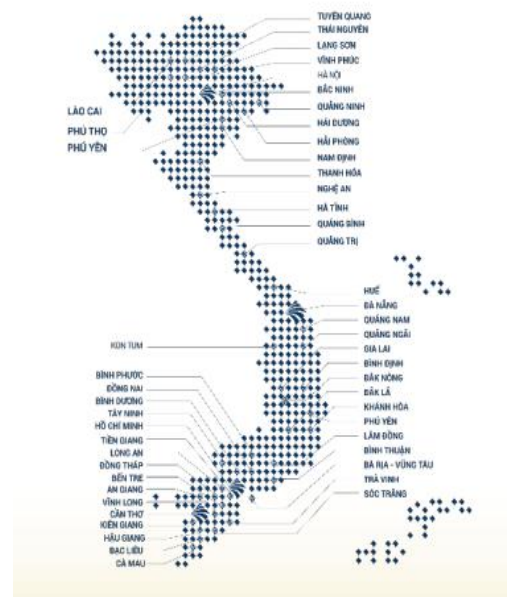 TUYÊN QUANG
THÁI NGUYÊN
LẠNG SƠN
VĨNH PHÚC
HÀ NỘI
BẮC NINH
QUẢNG NINH
HẢI DƯƠNG
HẢI PHÒNG
NAM ĐỊNH
THANH HÓA
NGHỆ AN
HÀ TĨNH
QUẢNG BÌNH
QUẢNG TRỊ
LÀO CAI
PHÚ THỌ
PHÚ YÊN
HUẾ
ĐÀ NẴNG
QUẢNG NAM
QUẢNG NGÃI
GIA LAI
BÌNH ĐỊNH
ĐẮK NÔNG
ĐẮK LẮ
KHÁNH HÒA
PHÚ YÊN
LÂM ĐỒNG
BÌNH THUẬN
BÀ RỊA - VŨNG TÀU
TRÀ VINH
SÓC TRĂNG
KON TUM
BÌNH PHƯỚC
ĐỒNG NAI
BÌNH DƯƠNG
TÂY NINH
HỒ CHÍ MINH
TIỀN GIANG
LONG AN
ĐỒNG THÁP
BẾN TRE
AN GIANG
VĨNH LONG
CẦN THƠ
KIÊN GIANG
HẬU GIANG
BẠC LIÊU
CÀ MAU